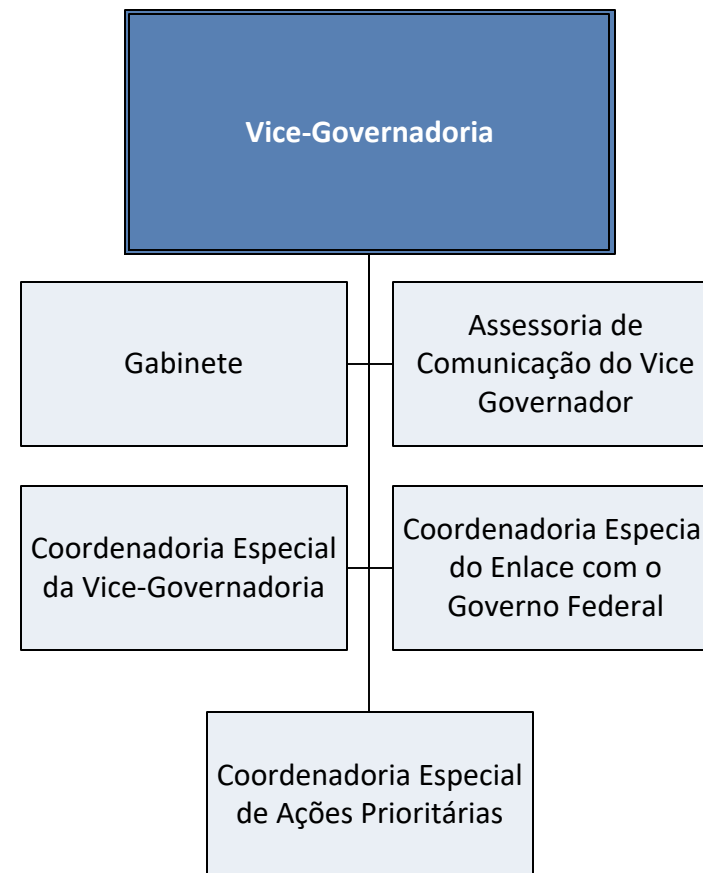 Vice-Governadoria
Gabinete
Assessoria de
Comunicação do Vice
Governador
Coordenadoria Especial
da Vice-Governadoria
Coordenadoria Especia
do Enlace com o
Governo Federal
Coordenadoria Especial
de Ações Prioritárias